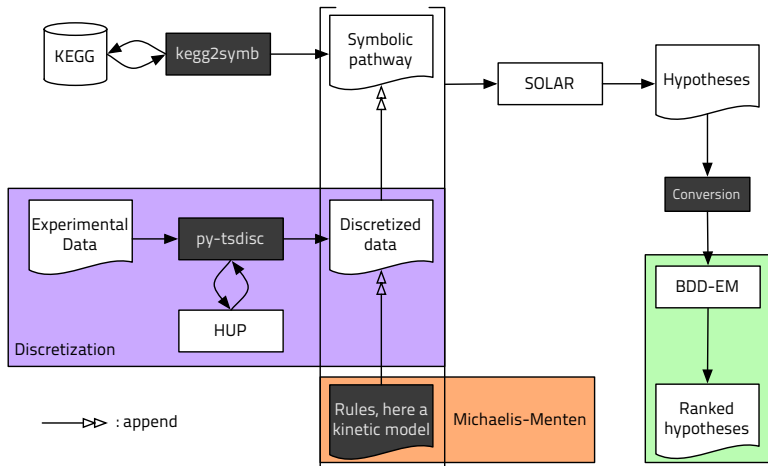 KEGG
kegg2symb
Symbolic
pathway
SOLAR
Hypotheses
Conversion
Experimental
Data
py-tsdisc
Discretized
data
HUP
Discretization
BDD-EM
Rules, here a
kinetic model
Michaelis-Menten
Ranked
hypotheses
: append